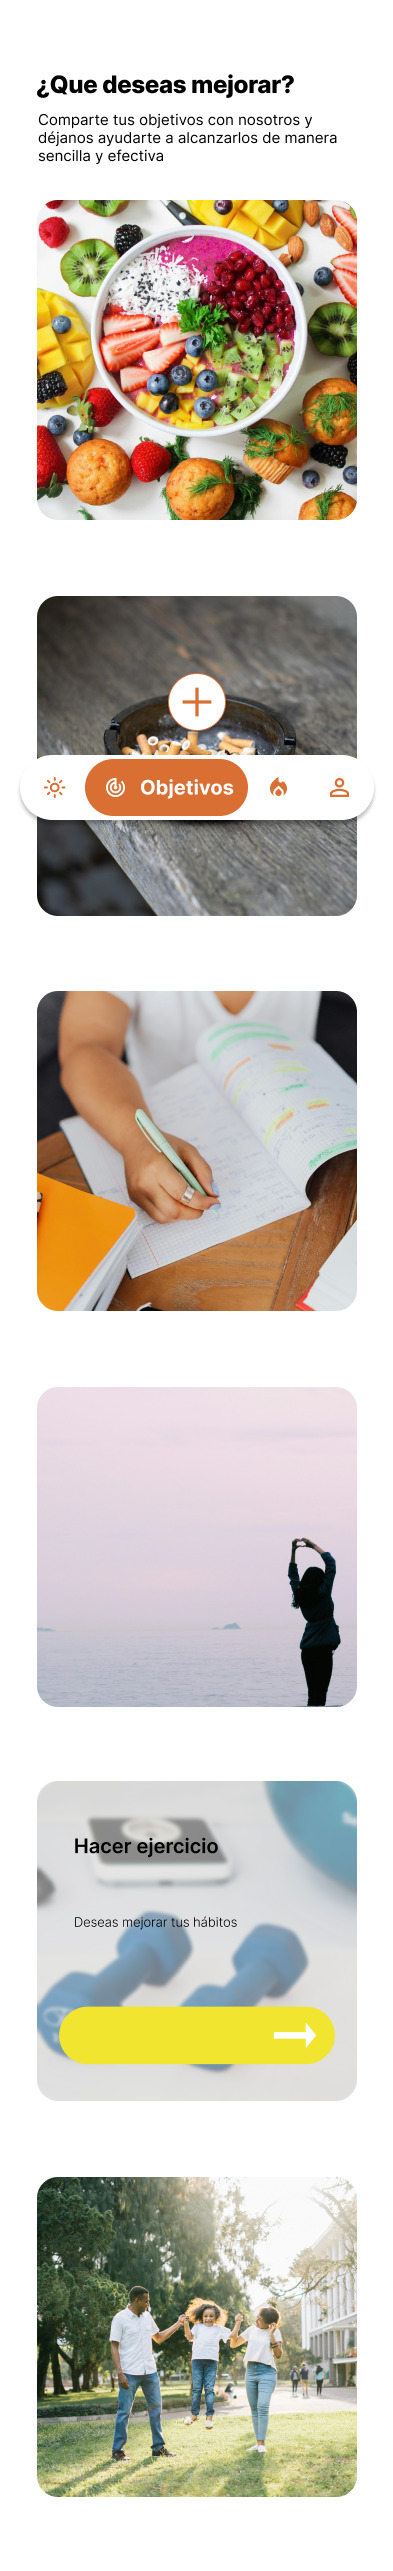 ¿Que deseas mejorar?
Comparte tus objetivos con nosotros y
déjanos ayudarte a alcanzarlos de manera
sencilla y efectiva
Objetivos
Hacer ejercicio
Deseas mejorar tus hábitos